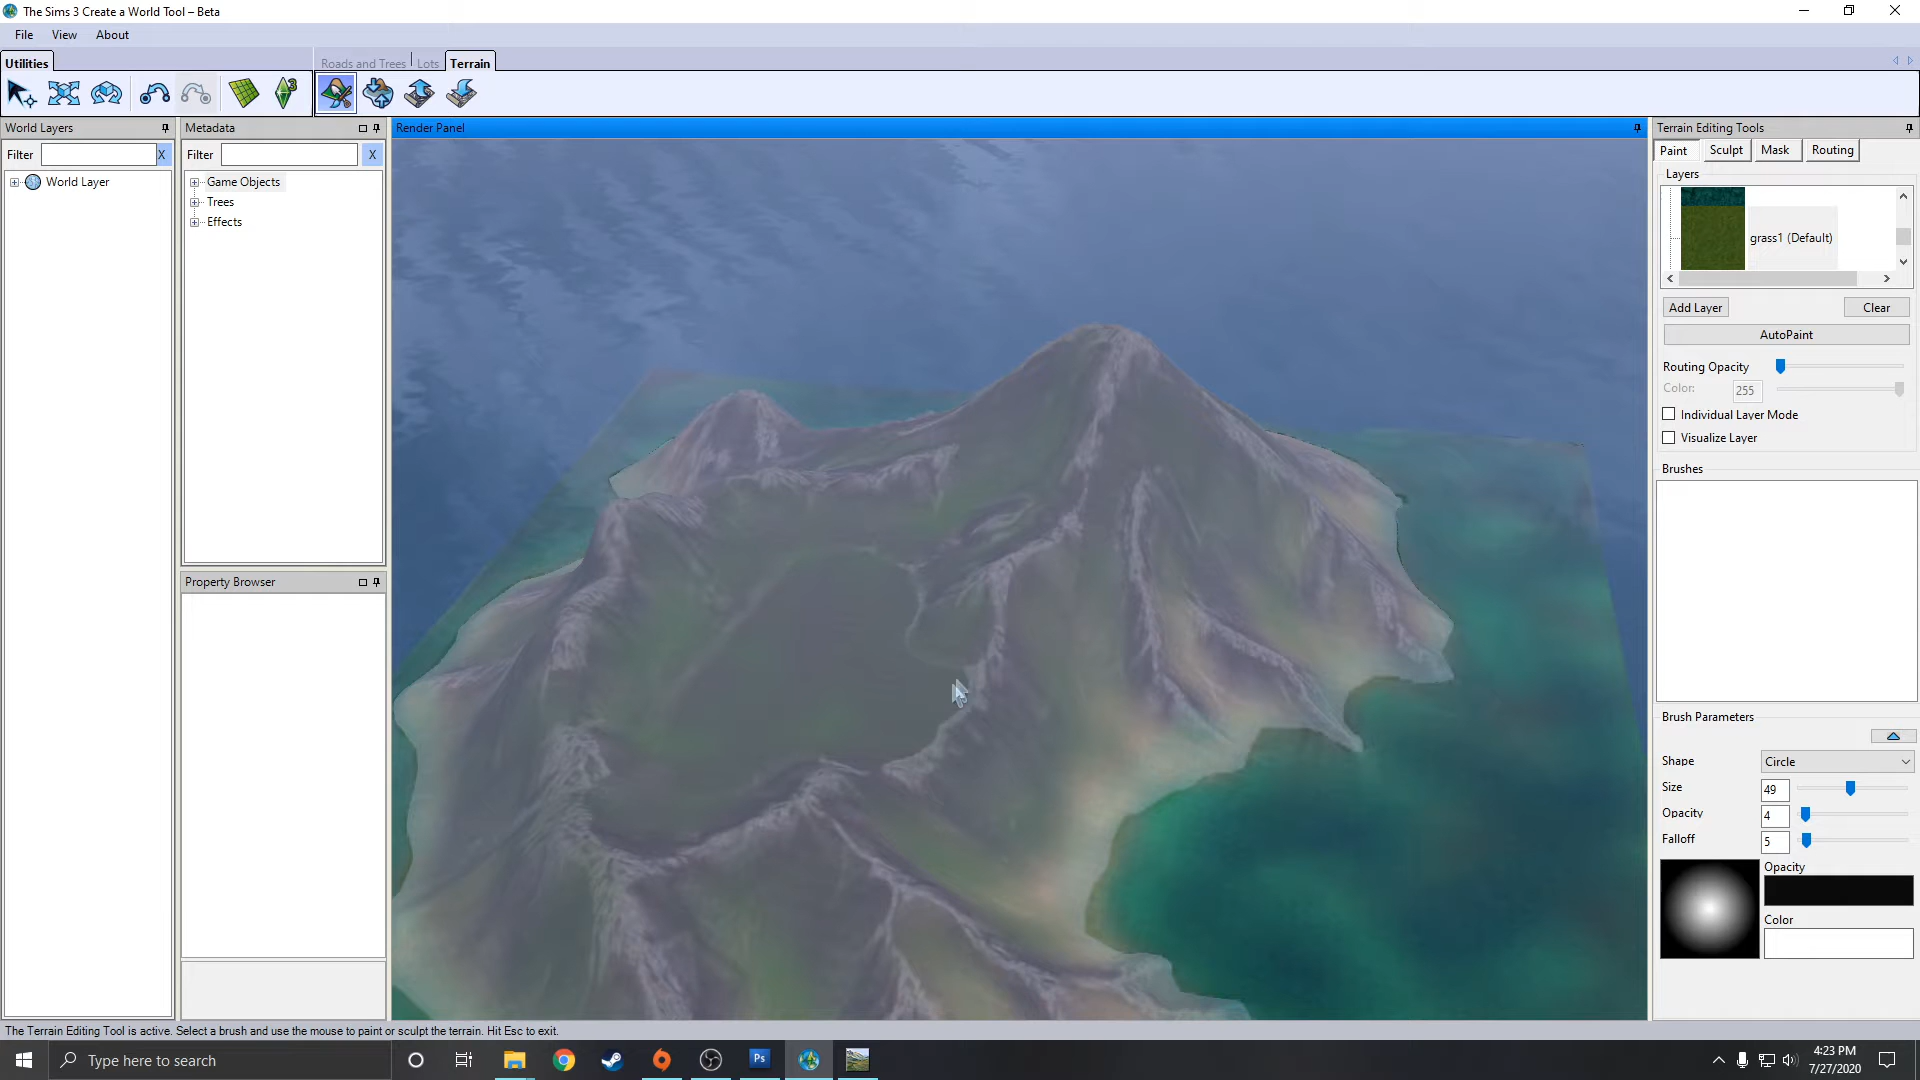 The Sims 3 Create a World Tool – Beta
File View About
Utilities Roads and Trees Lots Terrain
World Layers
Filter X
World Layer
Metadata
Filter X
Game Objects
Trees
Effects
Property Browser
Render Panel
Terrain Editing Tools
Paint Sculpt Mask Routing
Layers
grass1 (Default)
Add Layer Clear
AutoPaint
Routing Opacity
Color: 255
Individual Layer Mode
Visualize Layer
Brushes
Brush Parameters
Shape Circle
Size 49
Opacity 4
Falloff 5
Opacity
Color
The Terrain Editing Tool is active. Select a brush and use the mouse to paint or sculpt the terrain. Hit Esc to exit.
Type here to search
Ps
4:23 PM
7/27/2020